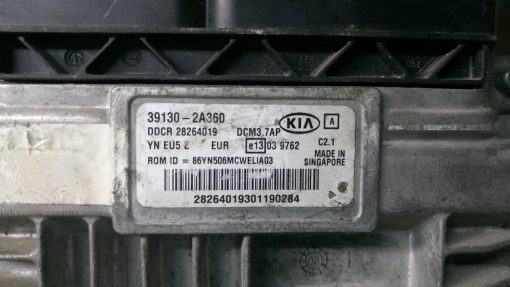 39130-2A360
DDCR 28264019 DCM3.7AP KIA A
YN EU5 EUR e13 03 9762 C2.1
ROM ID = 66YN506MCWELIA03 MADE IN
SINGAPORE
28264019301190284